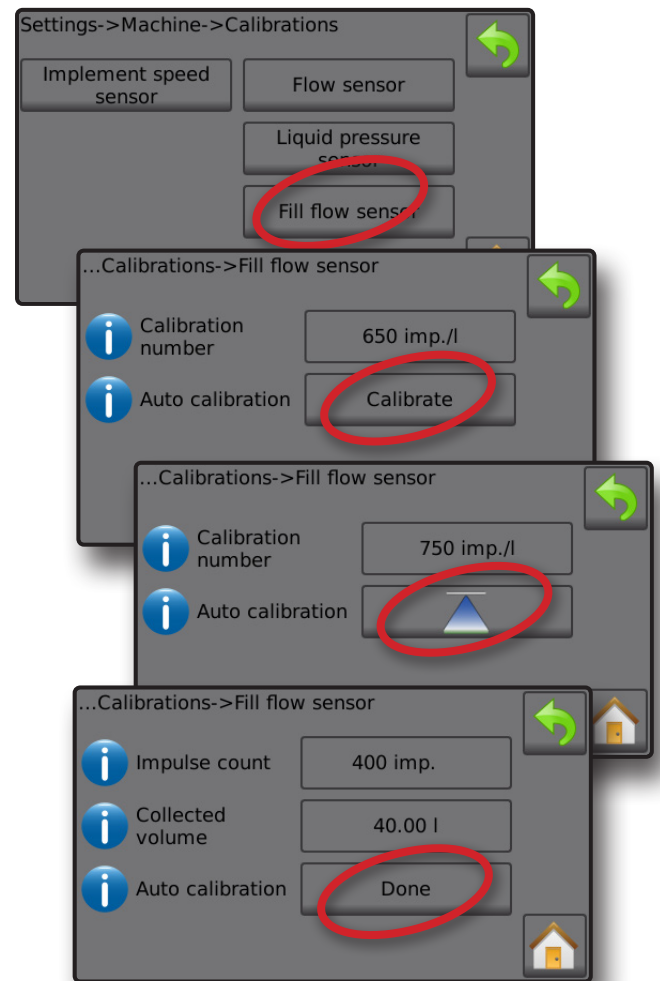 Settings->Machine->Calibrations
Implement speed
sensor
Flow sensor
Liquid pressure
sensor
Fill flow sensor
...Calibrations->Fill flow sensor
Calibration
number
650 imp./l
Auto calibration
Calibrate
...Calibrations->Fill flow sensor
Calibration
number
750 imp./l
Auto calibration
...Calibrations->Fill flow sensor
Impulse count
400 imp.
Collected
volume
40.00 l
Auto calibration
Done